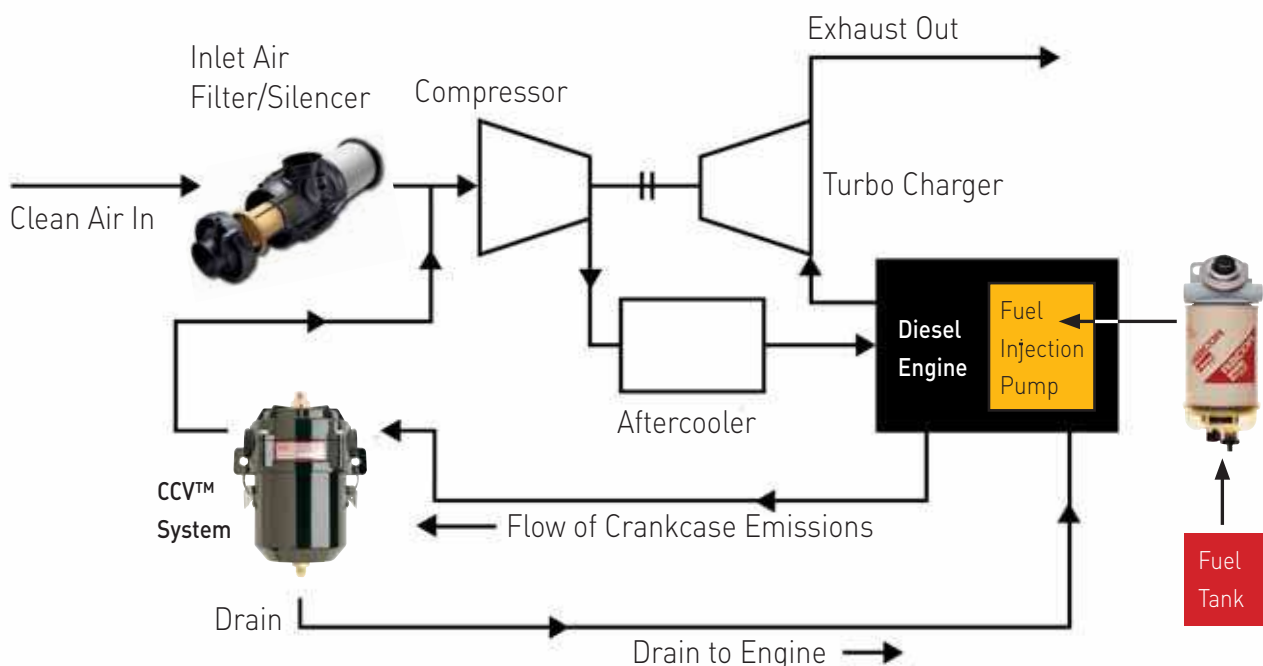 Exhaust Out
Inlet Air
Filter/Silencer
Compressor
Clean Air In
Turbo Charger
Diesel
Engine
Fuel
Injection
Pump
Aftercooler
CCV™
System
Flow of Crankcase Emissions
Fuel
Tank
Drain
Drain to Engine